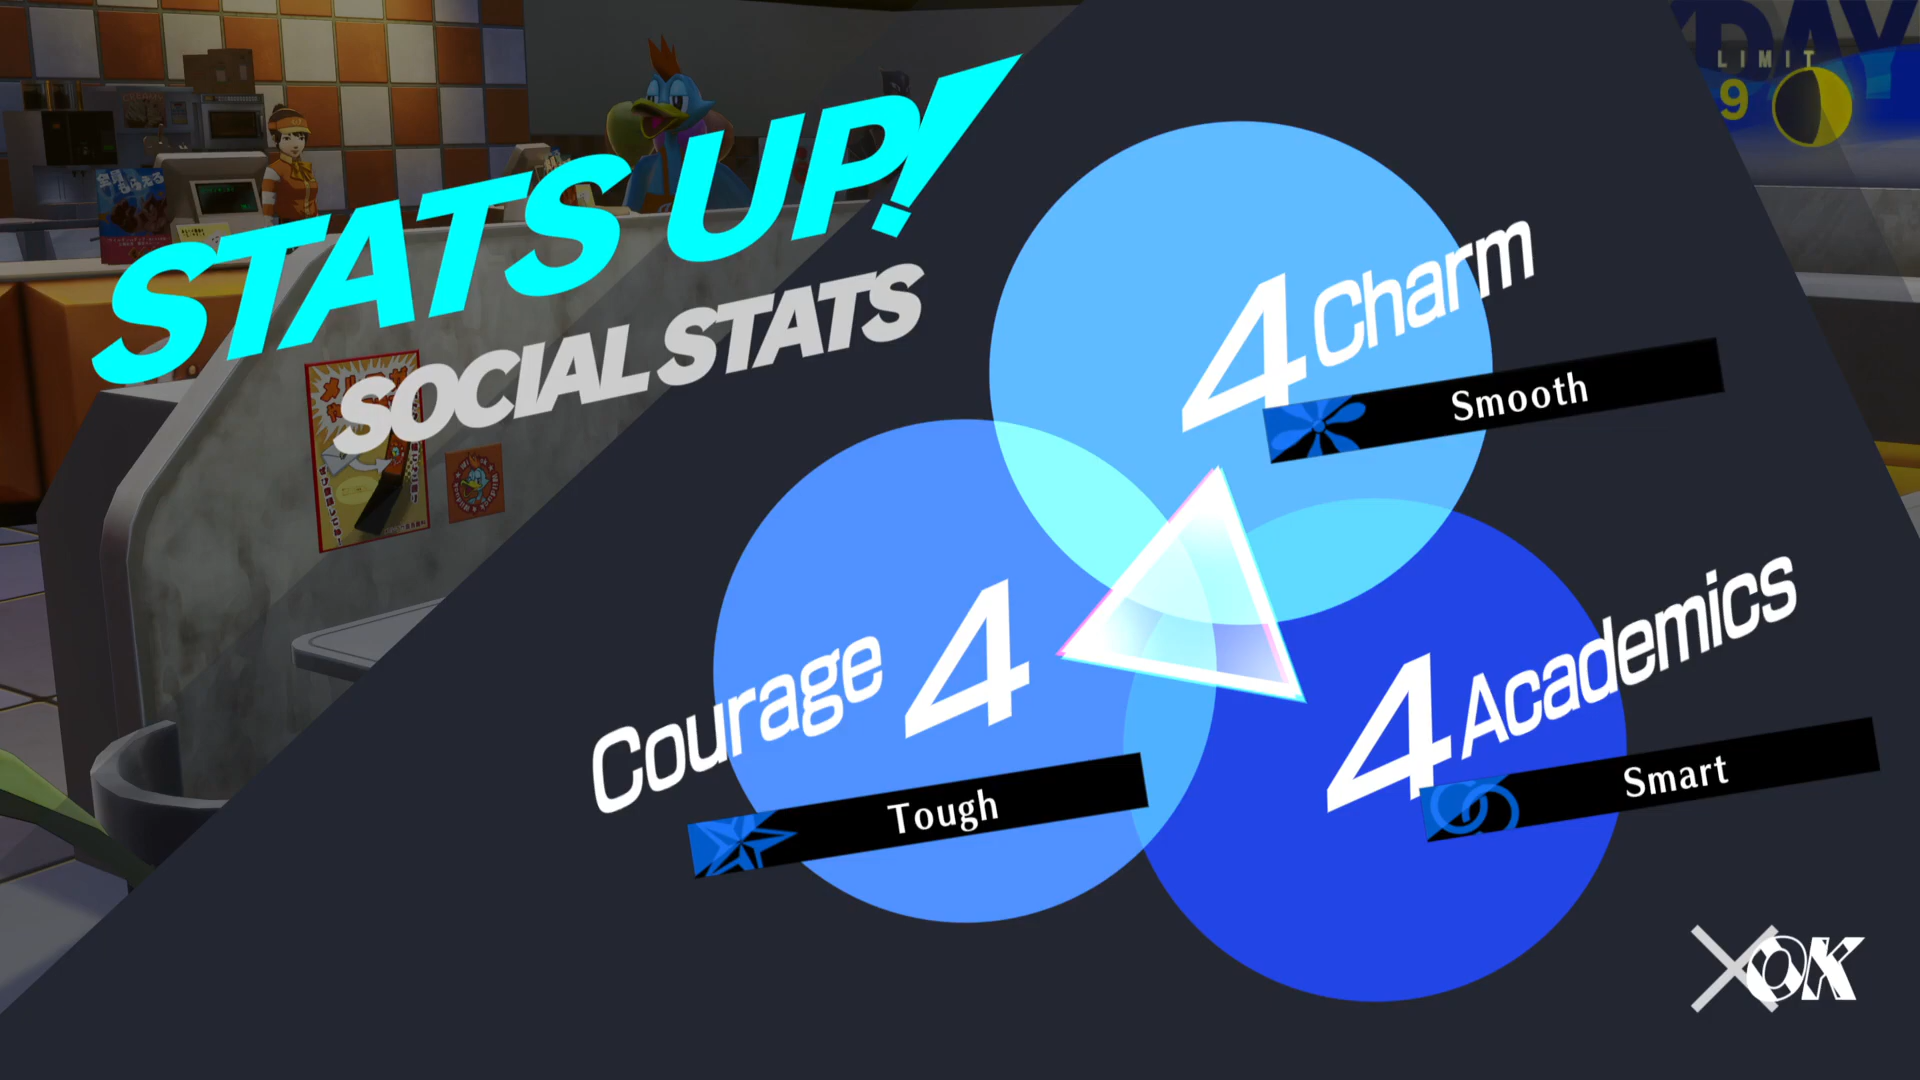 DAY
LIMIT
9
STATS UP!
SOCIAL STATS
4 Charm
Smooth
Courage 4
Tough
4 Academics
Smart
OK